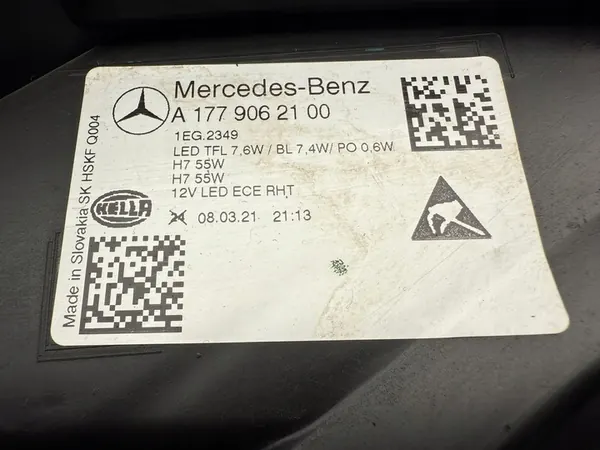 Mercedes-Benz
A 177 906 21 00
1EG.2349
LED TFL 7,6W / BL 7,4W/ PO 0,6W
H7 55W
H7 55W
12V LED ECE RHT
08.03.21 21:13
HELLA
Made in Slovakia SK HSKF Q004